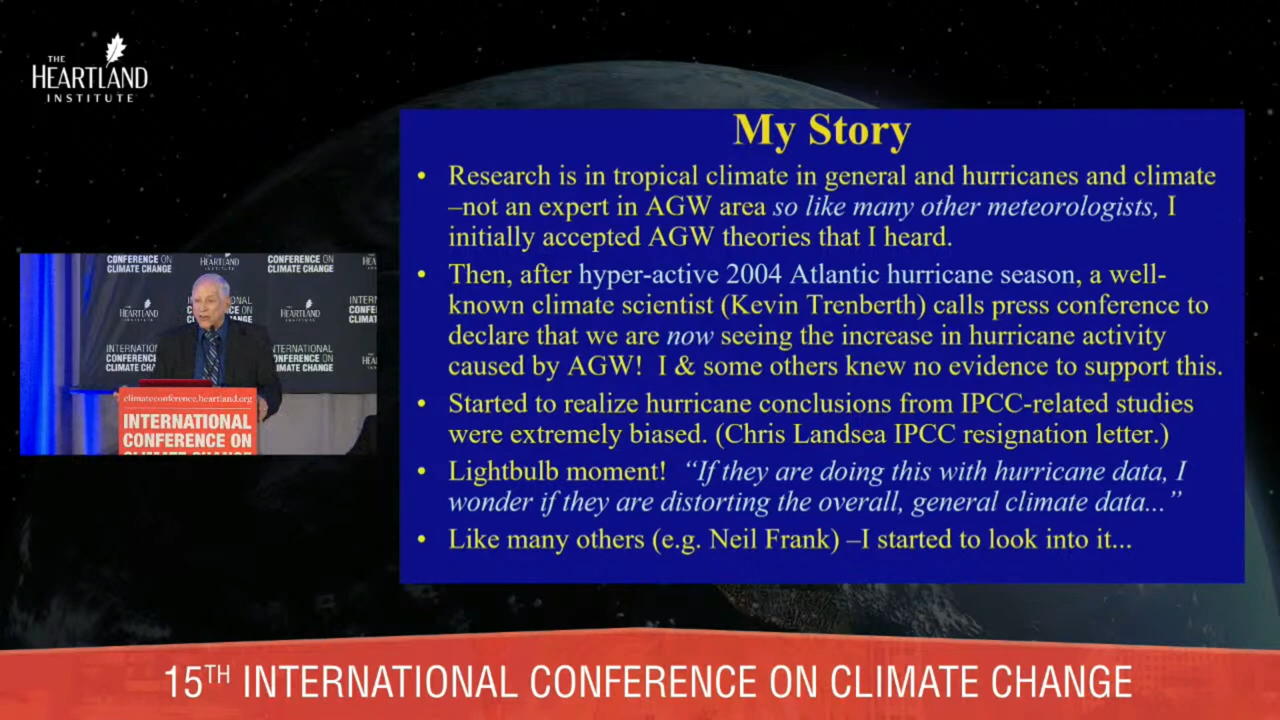 THE
HEARTLAND
INSTITUTE
My Story
• Research is in tropical climate in general and hurricanes and climate
–not an expert in AGW area so like many other meteorologists, I
initially accepted AGW theories that I heard.
• Then, after hyper-active 2004 Atlantic hurricane season, a well-
known climate scientist (Kevin Trenberth) calls press conference to
declare that we are now seeing the increase in hurricane activity
caused by AGW! I & some others knew no evidence to support this.
• Started to realize hurricane conclusions from IPCC-related studies
were extremely biased. (Chris Landsea IPCC resignation letter.)
• Lightbulb moment! “If they are doing this with hurricane data, I
wonder if they are distorting the overall, general climate data...”
• Like many others (e.g. Neil Frank) –I started to look into it...
CONFERENCE ON
CLIMATE CHANGE
HEARTLAND
CONFERENCE ON
CLIMATE CHANGE
HEARTLAND
HEARTLAND
climateconference.heartland.org
INTERNATIONAL
CONFERENCE ON
CLIMATE CHANGE
15TH INTERNATIONAL CONFERENCE ON CLIMATE CHANGE